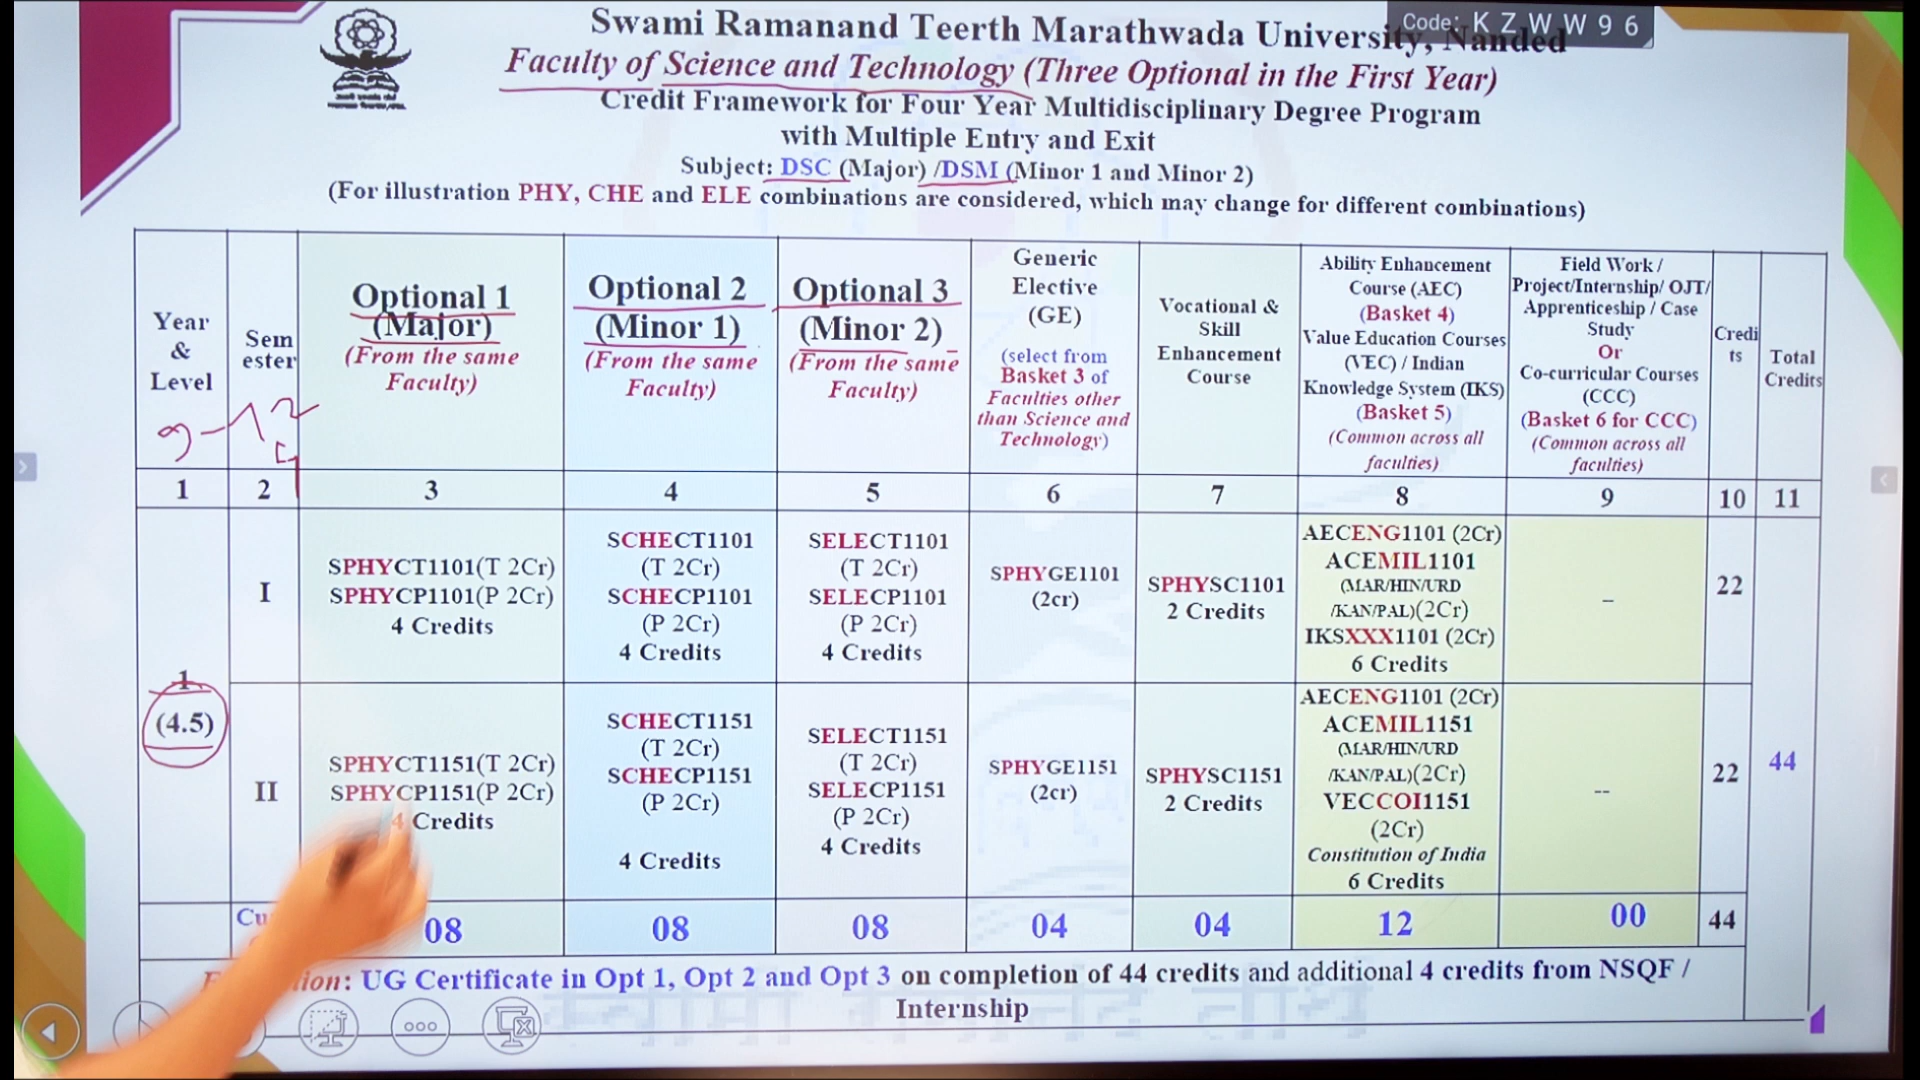 Swami Ramanand Teerth Marathwada University, Nanded
Code: K Z W W 9 6
Faculty of Science and Technology (Three Optional in the First Year)
Credit Framework for Four Year Multidisciplinary Degree Program
with Multiple Entry and Exit
Subject: DSC (Major) /DSM (Minor 1 and Minor 2)
(For illustration PHY, CHE and ELE combinations are considered, which may change for different combinations)
Year
&
Level
Sem
ester
Optional 1
(Major)
(From the same
Faculty)
Optional 2
(Minor 1)
(From the same
Faculty)
Optional 3
(Minor 2)
(From the same
Faculty)
Generic
Elective
(GE)
(select from
Basket 3 of
Faculties other
than Science and
Technology)
Vocational &
Skill
Enhancement
Course
Ability Enhancement
Course (AEC)
(Basket 4)
Value Education Courses
(VEC) / Indian
Knowledge System (IKS)
(Basket 5)
(Common across all
faculties)
Field Work /
Project/Internship/ OJT/
Apprenticeship / Case
Study
Or
Co-curricular Courses
(CCC)
(Basket 6 for CCC)
(Common across all
faculties)
Credi
ts
Total
Credits
1 2 3 4 5 6 7 8 9 10 11
1
(4.5)
I
SPHYCT1101(T 2Cr)
SPHYCP1101(P 2Cr)
4 Credits
SCHECT1101
(T 2Cr)
SCHECP1101
(P 2Cr)
4 Credits
SELECT1101
(T 2Cr)
SELECP1101
(P 2Cr)
4 Credits
SPHYGE1101
(2cr)
SPHYSC1101
2 Credits
AECENG1101 (2Cr)
ACEMIL1101
(MAR/HIN/URD
/KAN/PAL)(2Cr)
IKSXXX1101 (2Cr)
6 Credits
–
22
II
SPHYCT1151(T 2Cr)
SPHYCP1151(P 2Cr)
4 Credits
SCHECT1151
(T 2Cr)
SCHECP1151
(P 2Cr)
4 Credits
SELECT1151
(T 2Cr)
SELECP1151
(P 2Cr)
4 Credits
SPHYGE1151
(2cr)
SPHYSC1151
2 Credits
AECENG1101 (2Cr)
ACEMIL1151
(MAR/HIN/URD
/KAN/PAL)(2Cr)
VECCOI1151
(2Cr)
Constitution of India
6 Credits
--
22
44
08 08 08 04 04 12 00 44
UG Certificate in Opt 1, Opt 2 and Opt 3 on completion of 44 credits and additional 4 credits from NSQF /
Internship